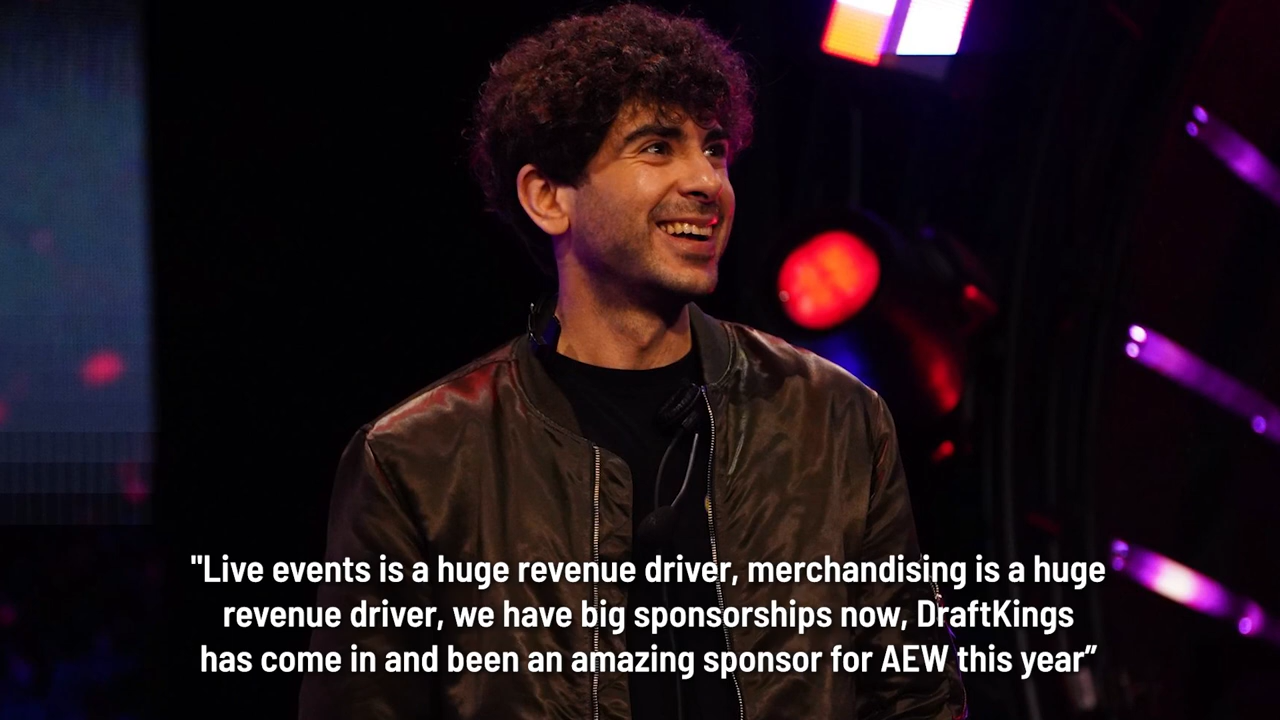 "Live events is a huge revenue driver, merchandising is a huge
revenue driver, we have big sponsorships now, DraftKings
has come in and been an amazing sponsor for AEW this year”